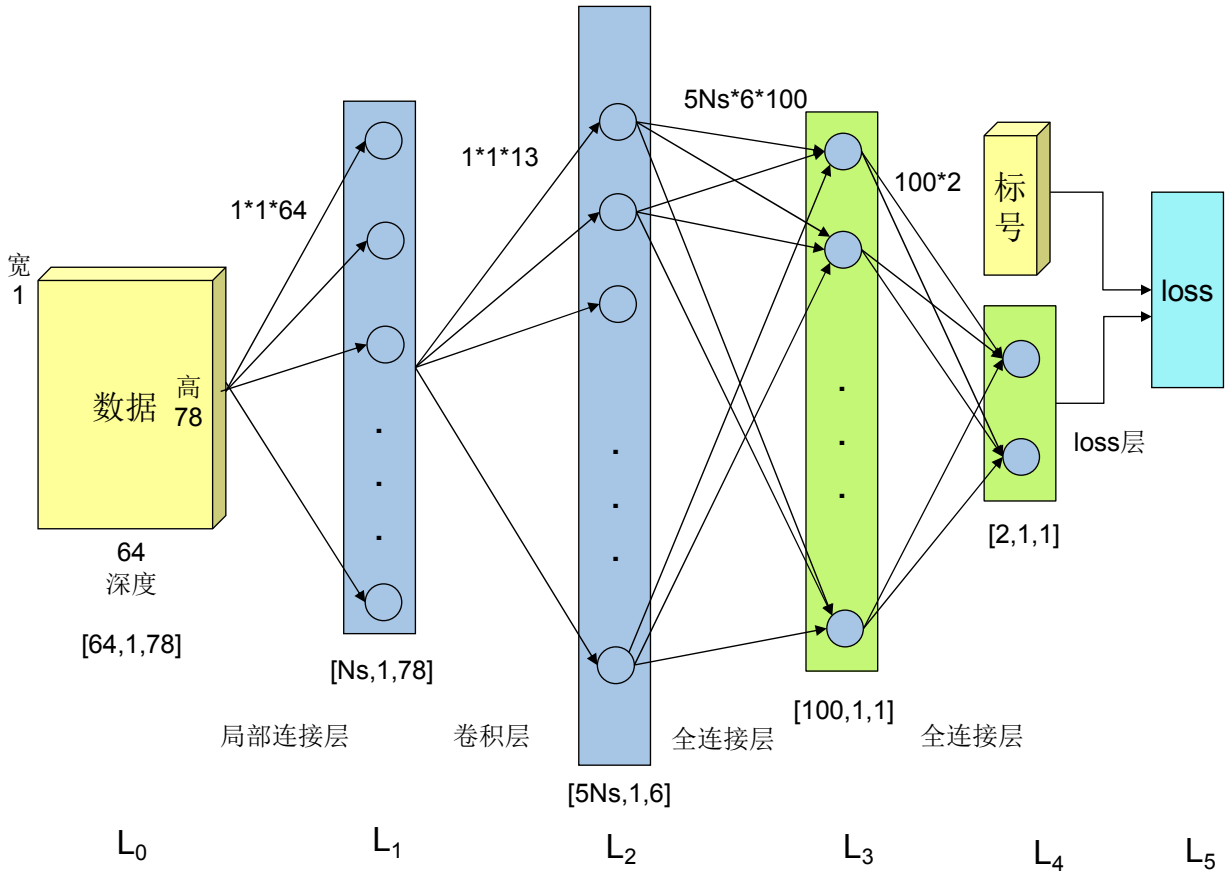 5Ns*6*100
1*1*13
100*2
1*1*64
标
号
宽
1
loss
数据
高
78
loss层
64
深度
[2,1,1]
[64,1,78]
[Ns,1,78]
[100,1,1]
局部连接层
卷积层
全连接层
全连接层
[5Ns,1,6]
L0
L1
L2
L3
L4
L5